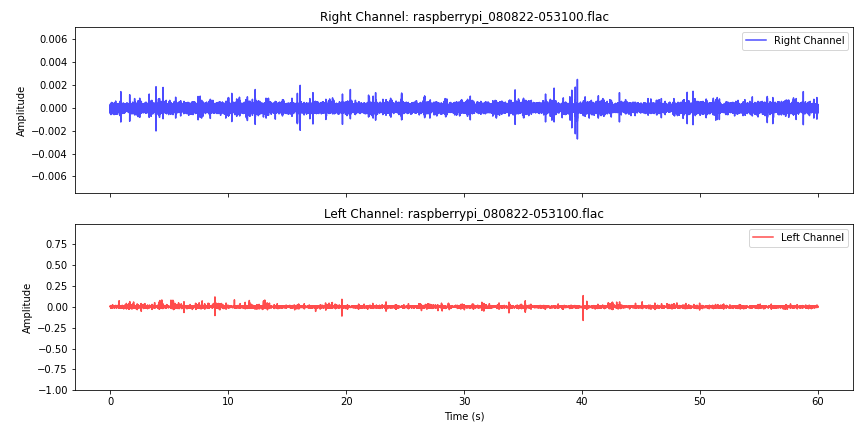 Right Channel: raspberrypi_080822-053100.flac
Right Channel
Amplitude
0.006
0.004
0.002
0.000
−0.002
−0.004
−0.006
Left Channel: raspberrypi_080822-053100.flac
Left Channel
Amplitude
0.75
0.50
0.25
0.00
−0.25
−0.50
−0.75
−1.00
0 10 20 30 40 50 60
Time (s)